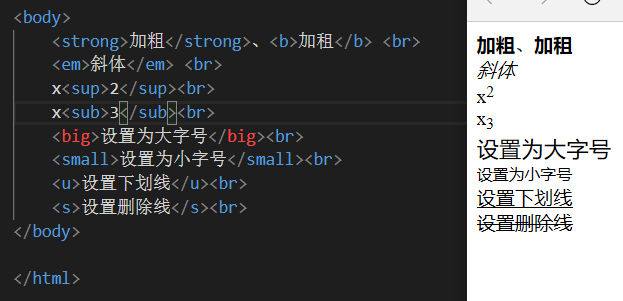 <body>
<strong>加粗</strong>、<b>加租</b> <br>
<em>斜体</em> <br>
x<sup>2</sup><br>
x<sub>3</sub><br>
<big>设置为大字号</big><br>
<small>设置为小字号</small><br>
<u>设置下划线</u><br>
<s>设置删除线</s><br>
</body>
</html>
加粗、加租
斜体
x²
x₃
设置为大字号
设置为小字号
设置下划线
设置删除线